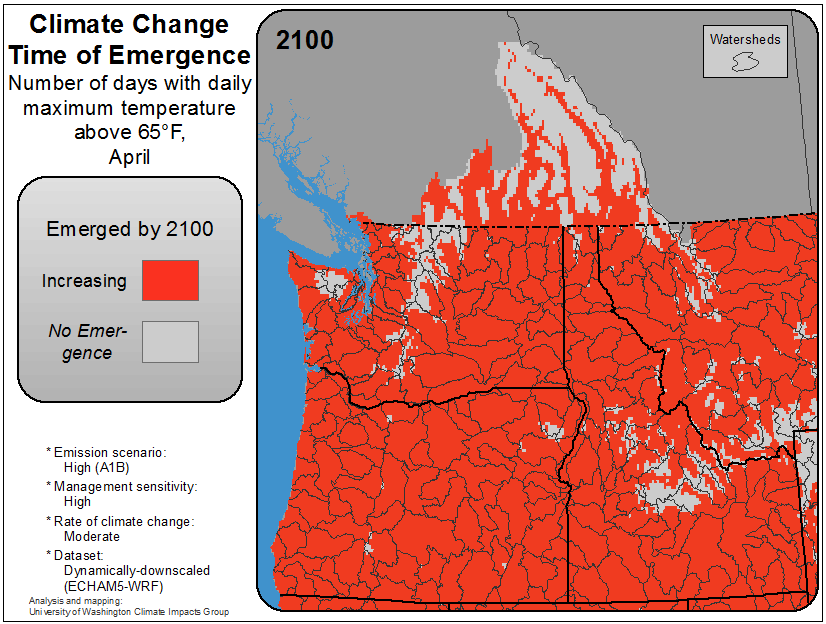 Climate Change
Time of Emergence
Number of days with daily
maximum temperature
above 65°F,
April
Emerged by 2100
Increasing
No Emer-
gence
* Emission scenario:
High (A1B)
* Management sensitivity:
High
* Rate of climate change:
Moderate
* Dataset:
Dynamically-downscaled
(ECHAM5-WRF)
Analysis and mapping:
University of Washington Climate Impacts Group
2100
Watersheds